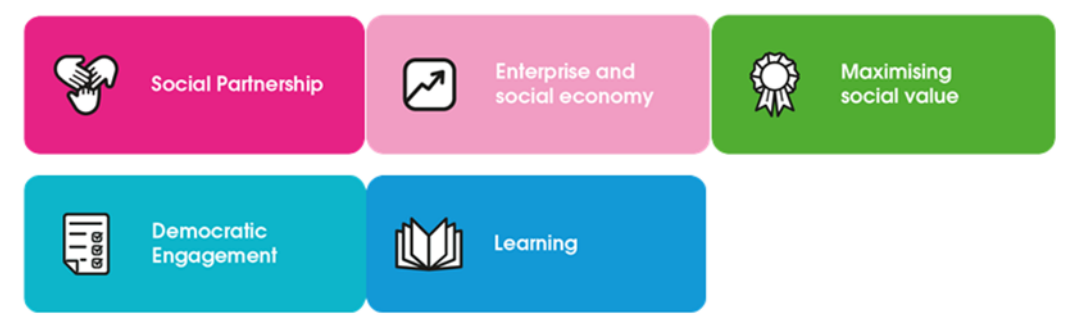 Social Partnership
Enterprise and
social economy
Maximising
social value
Democratic
Engagement
Learning